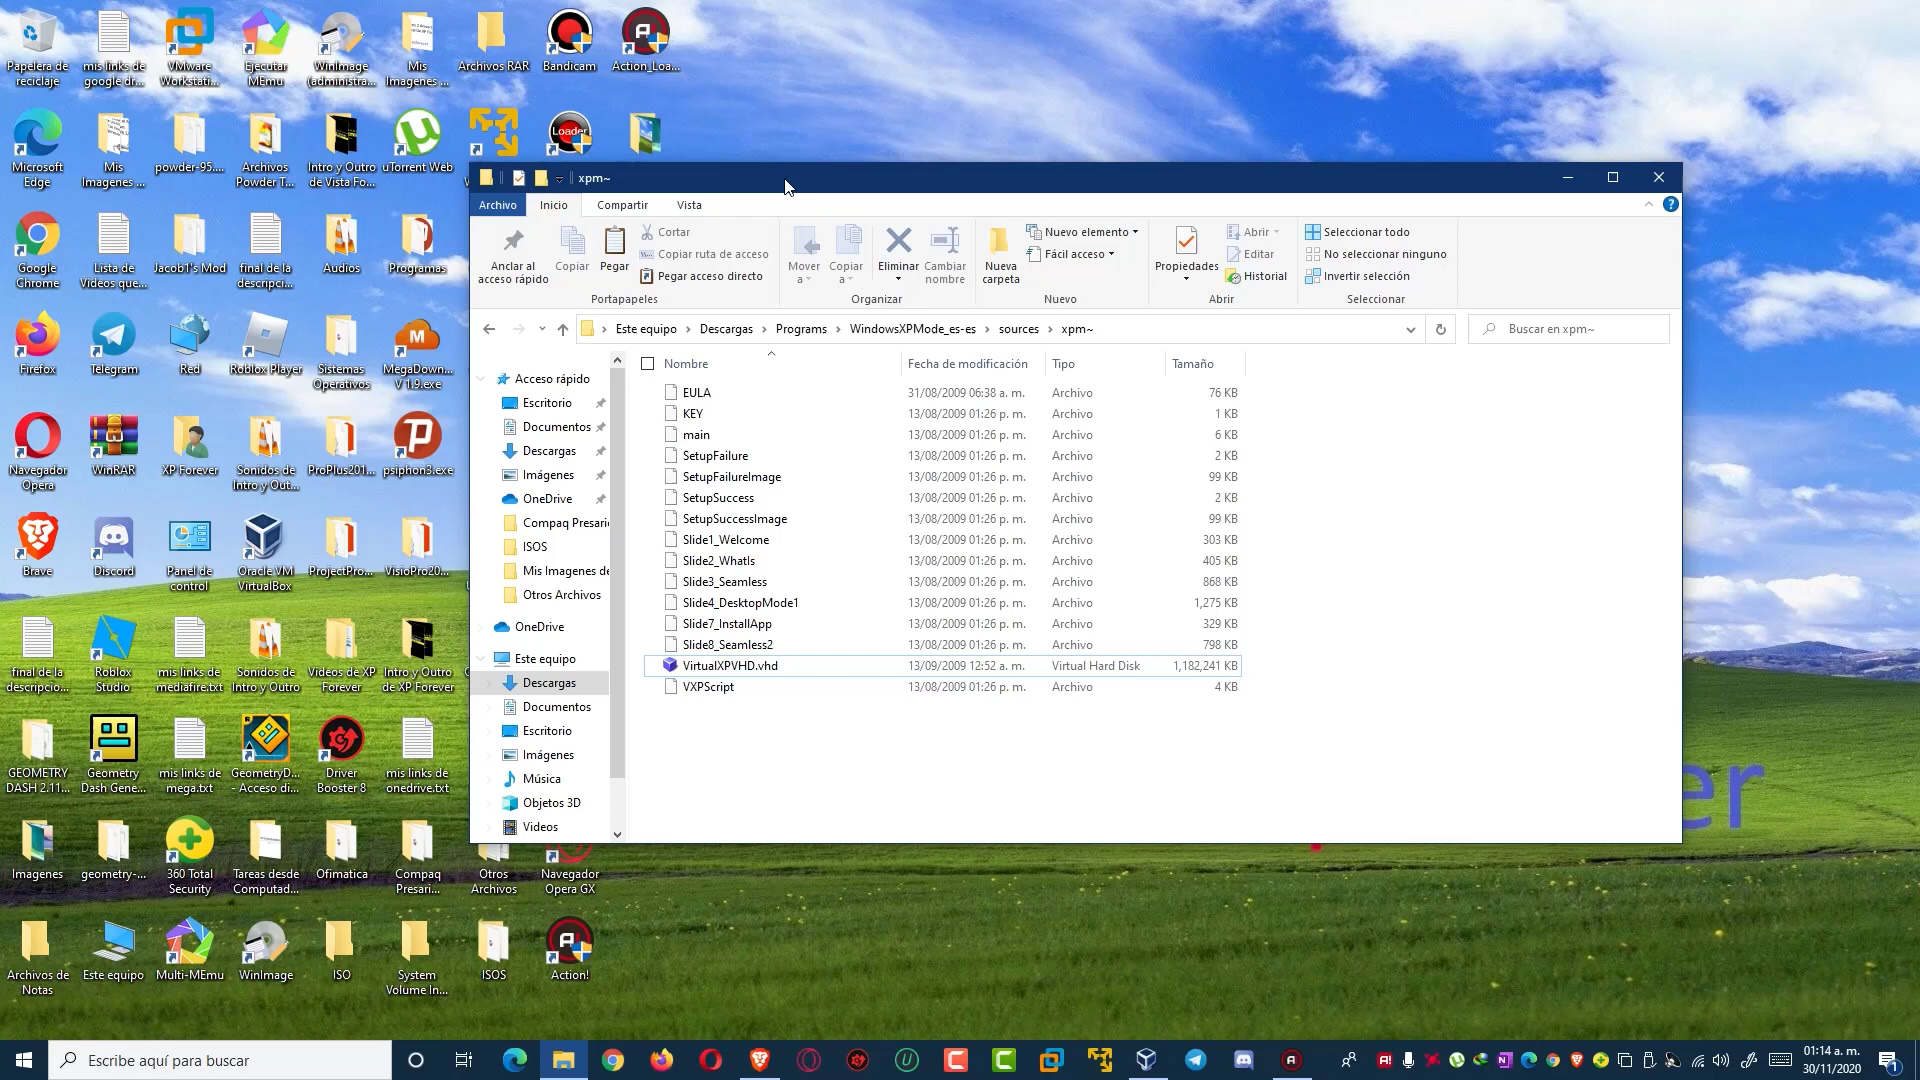 Papelera de
reciclaje
mis links de
google dr...
VMware
Workstati...
Ejecutar
MEmu
WinImage
(administra...
Mis
Imagenes ...
Archivos RAR
Bandicam
Action_Loa...
Microsoft
Edge
Mis
Imagenes ...
powder-95....
Archivos
Powder T...
Intro y Outro
de Vista Fo...
uTorrent Web
Loader
Google
Chrome
Lista de
Videos que...
Jacob1's Mod
final de la
descripci...
Audios
Programas
Firefox
Telegram
Red
Roblox Player
Sistemas
Operativos
MegaDown...
V 1.9.exe
Navegador
Opera
WinRAR
XP Forever
Sonidos de
Intro y Out...
ProPlus201...
psiphon3.exe
Brave
Discord
Panel de
control
Oracle VM
VirtualBox
ProjectPro...
VisioPro20...
final de la
descripcio...
Roblox
Studio
mis links de
mediafire.txt
Sonidos de
Intro y Outro
Videos de XP
Forever
Intro y Outro
de XP Forever
GEOMETRY
DASH 2.11...
Geometry
Dash Gene...
mis links de
mega.txt
GeometryD...
- Acceso di...
Driver
Booster 8
mis links de
onedrive.txt
Imagenes
geometry-...
360 Total
Security
Tareas desde
Computad...
Ofimatica
Compaq
Presari...
Otros
Archivos
Navegador
Opera GX
Archivos de
Notas
Este equipo
Multi-MEmu
WinImage
ISO
System
Volume In...
ISOS
Action!
xpm~
Archivo Inicio Compartir Vista
Anclar al
acceso rápido
Copiar
Pegar
Cortar
Copiar ruta de acceso
Pegar acceso directo
Portapapeles
Mover
a
Copiar
a
Eliminar
Cambiar
nombre
Organizar
Nueva
carpeta
Nuevo elemento
Fácil acceso
Nuevo
Propiedades
Abrir
Editar
Historial
Abrir
Seleccionar todo
No seleccionar ninguno
Invertir selección
Seleccionar
Este equipo > Descargas > Programs > WindowsXPMode_es-es > sources > xpm~
Buscar en xpm~
Acceso rápido
Escritorio
Documentos
Descargas
Imágenes
OneDrive
Compaq Presari
ISOS
Mis Imagenes de
Otros Archivos
OneDrive
Este equipo
Descargas
Documentos
Escritorio
Imágenes
Música
Objetos 3D
Videos
Nombre Fecha de modificación Tipo Tamaño
EULA 31/08/2009 06:38 a. m. Archivo 76 KB
KEY 13/08/2009 01:26 p. m. Archivo 1 KB
main 13/08/2009 01:26 p. m. Archivo 6 KB
SetupFailure 13/08/2009 01:26 p. m. Archivo 2 KB
SetupFailureImage 13/08/2009 01:26 p. m. Archivo 99 KB
SetupSuccess 13/08/2009 01:26 p. m. Archivo 2 KB
SetupSuccessImage 13/08/2009 01:26 p. m. Archivo 99 KB
Slide1_Welcome 13/08/2009 01:26 p. m. Archivo 303 KB
Slide2_WhatIs 13/08/2009 01:26 p. m. Archivo 405 KB
Slide3_Seamless 13/08/2009 01:26 p. m. Archivo 868 KB
Slide4_DesktopMode1 13/08/2009 01:26 p. m. Archivo 1,275 KB
Slide7_InstallApp 13/08/2009 01:26 p. m. Archivo 329 KB
Slide8_Seamless2 13/08/2009 01:26 p. m. Archivo 798 KB
VirtualXPVHD.vhd 13/09/2009 12:52 a. m. Virtual Hard Disk 1,182,241 KB
VXPScript 13/08/2009 01:26 p. m. Archivo 4 KB
er
Escribe aquí para buscar
01:14 a. m.
30/11/2020